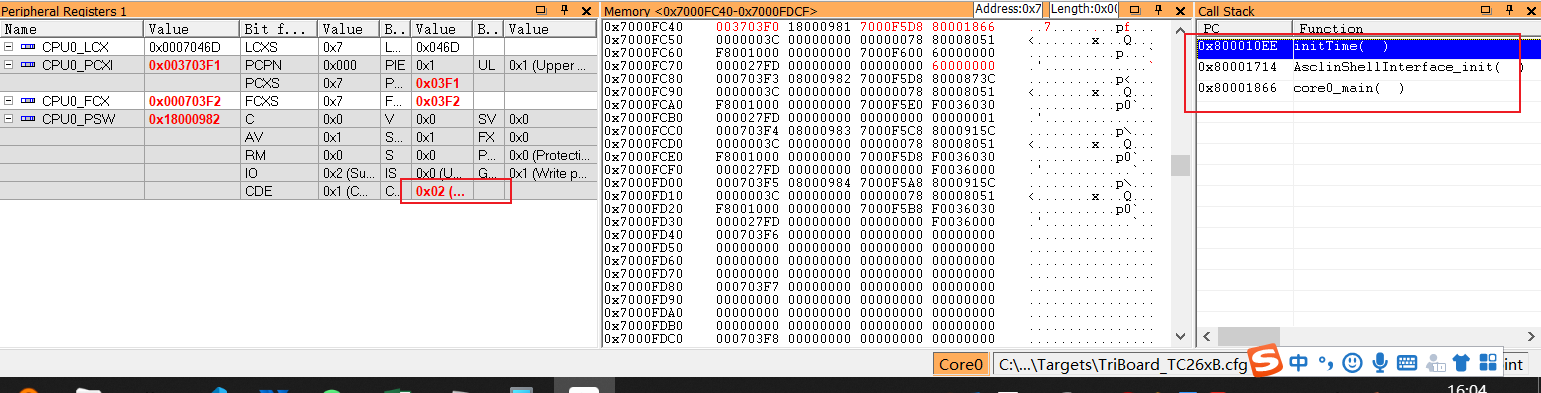 Peripheral Registers 1
Name Value Bit f... Value B.. Value B.. Value
CPU0_LCX 0x0007046D LCXS 0x7 L... 0x046D
CPU0_PCXI 0x003703F1 PCPN 0x000 PIE 0x1 UL 0x1 (Upper ...
PCXS 0x7 P... 0x03F1
CPU0_FCX 0x000703F2 FCXS 0x7 F... 0x03F2
CPU0_PSW 0x18000982 C 0x0 V 0x0 SV 0x0
AV 0x1 S... 0x1 FX 0x0
RM 0x0 S 0x0 P... 0x0 (Protecti...
IO 0x2 (Su... IS 0x0 (U... G... 0x1 (Write p...
CDE 0x1 (C... C.. 0x02 (...
Memory <0x7000FC40-0x7000FDCF>
Address:0x7
Length:0x00
0x7000FC40 003703F0 18000981 7000F5D8 80001866 ..7........pf...
0x7000FC50 0000003C 00000000 00000078 80008051 <.......x...Q...
0x7000FC60 F8001000 00000000 7000F600 60000000 ...........p...`
0x7000FC70 000027FD 00000000 00000000 60000000 .'.............`
0x7000FC80 000703F3 18000982 7000F5D8 8000873C ...........p<...
0x7000FC90 0000003C 00000000 00000078 80008051 <.......x...Q...
0x7000FCA0 F8001000 00000000 7000F5E0 F0036030 ...........p0`..
0x7000FCB0 000027FD 00000000 00000000 00000001 .'..............
0x7000FCC0 000703F4 08000983 7000F5C8 8000915C ...........p\...
0x7000FCD0 0000003C 00000000 00000078 80008051 <.......x...Q...
0x7000FCE0 F8001000 00000000 7000F5D8 F0036030 ...........p0`..
0x7000FCF0 000027FD 00000000 00000000 F0036000 .'...........`..
0x7000FD00 000703F5 08000984 7000F5A8 8000915C ...........p\...
0x7000FD10 0000003C 00000000 00000078 80008051 <.......x...Q...
0x7000FD20 F8001000 00000000 7000F5B8 F0036030 ...........p0`..
0x7000FD30 000027FD 00000000 00000000 F0036000 .'...........`..
0x7000FD40 000703F6 00000000 00000000 00000000 ................
0x7000FD50 00000000 00000000 00000000 00000000 ................
0x7000FD60 00000000 00000000 00000000 00000000 ................
0x7000FD70 00000000 00000000 00000000 00000000 ................
0x7000FD80 000703F7 00000000 00000000 00000000 ................
0x7000FD90 00000000 00000000 00000000 00000000 ................
0x7000FDA0 00000000 00000000 00000000 00000000 ................
0x7000FDB0 00000000 00000000 00000000 00000000 ................
0x7000FDC0 000703F8 00000000 00000000 00000000 ................
Call Stack
PC Function
0x800010EE initTime( )
0x80001714 AsclinShellInterface_init( )
0x80001866 core0_main( )
Core0 C:\...\Targets\TriBoard_TC26xB.cfg S 中 int
16:04